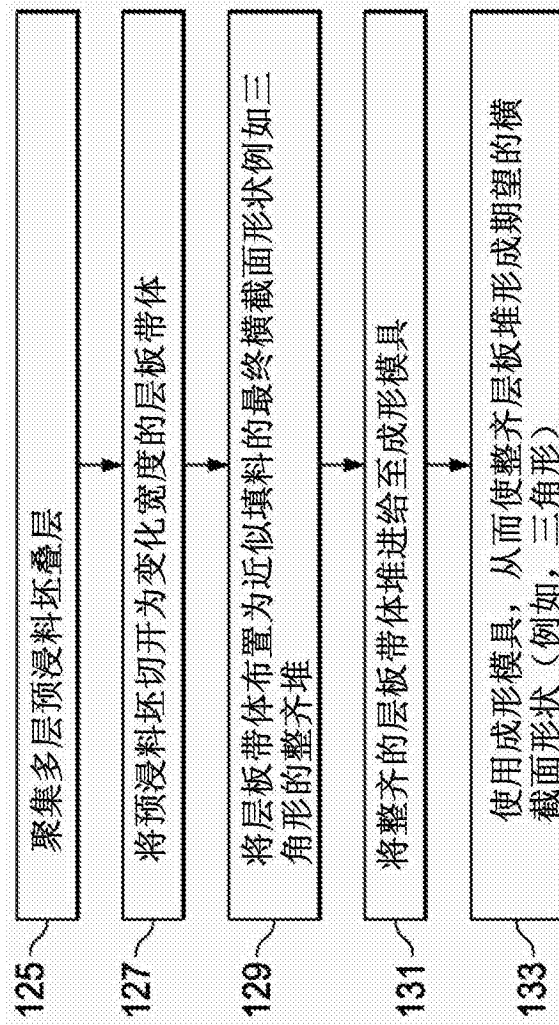 125
聚集多层预浸料坯叠层
127
将预浸料坯切开为变化宽度的层板带体
129
将层板带体布置为近似填料的最终横截面形状例如三
角形的整齐堆
131
将整齐的层板带体堆进给至成形模具
133
使用成形模具，从而使整齐层板堆形成期望的横
截面形状（例如，三角形）